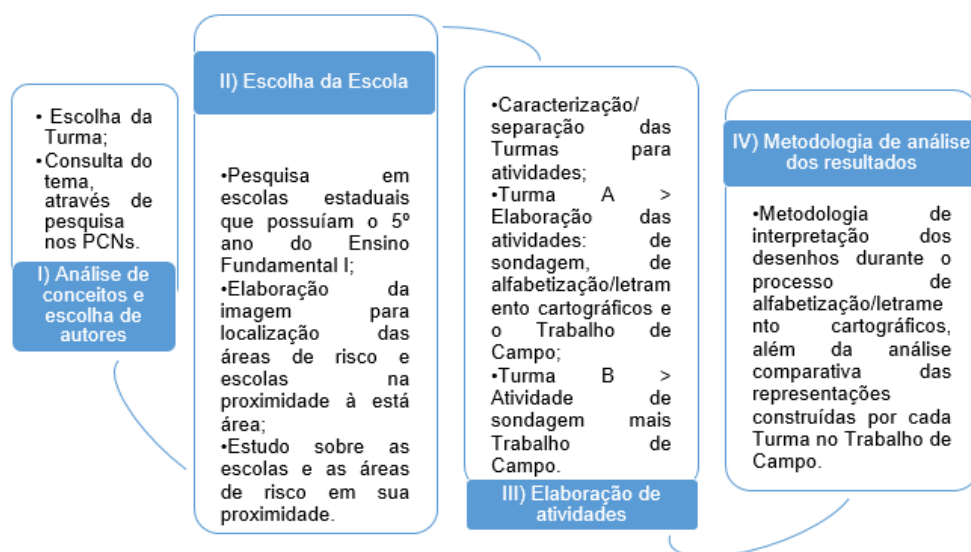 • Escolha da
Turma;
• Consulta do
tema,
através de
pesquisa
nos PCNs.
I) Análise de
conceitos e
escolha de
autores
II) Escolha da Escola
•Pesquisa em
escolas estaduais
que possuíam o 5º
ano do Ensino
Fundamental I;
•Elaboração da
imagem para
localização das
áreas de risco e
escolas na
proximidade à está
área;
•Estudo sobre as
escolas e as áreas
de risco em sua
proximidade.
•Caracterização/
separação das
Turmas para
atividades;
•Turma A >
Elaboração das
atividades: de
sondagem, de
alfabetização/letram
ento cartográficos e
o Trabalho de
Campo;
•Turma B >
Atividade de
sondagem mais
Trabalho de
Campo.
III) Elaboração de
atividades
IV) Metodologia de análise
dos resultados
•Metodologia de
interpretação dos
desenhos durante o
processo de
alfabetização/letrame
nto cartográficos,
além da análise
comparativa das
representações
construídas por cada
Turma no Trabalho de
Campo.